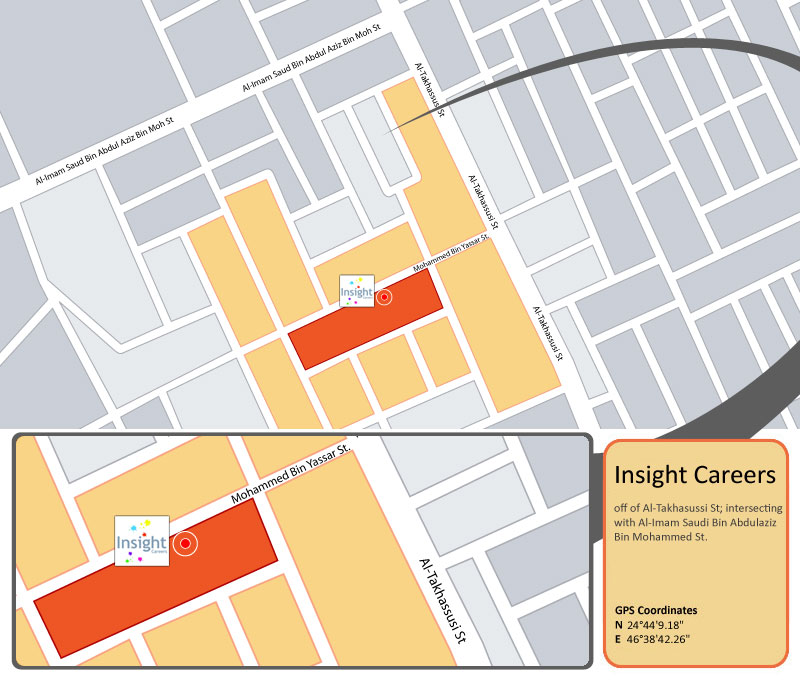 Al-Imam Saud Bin Abdul Aziz Bin Moh St
Al-Imam Saud Bin Abdul Aziz Bin Moh St
Al-Takhassusi St
Al-Takhassusi St
Mohammed Bin Yassar St.
Insight
Careers
Al-Takhassusi St
Mohammed Bin Yassar St.
Insight
Careers
Al-Takhassusi St
Insight Careers
off of Al-Takhasussi St; intersecting
with Al-Imam Saudi Bin Abdulaziz
Bin Mohammed St.
GPS Coordinates
N 24°44'9.18"
E 46°38'42.26"